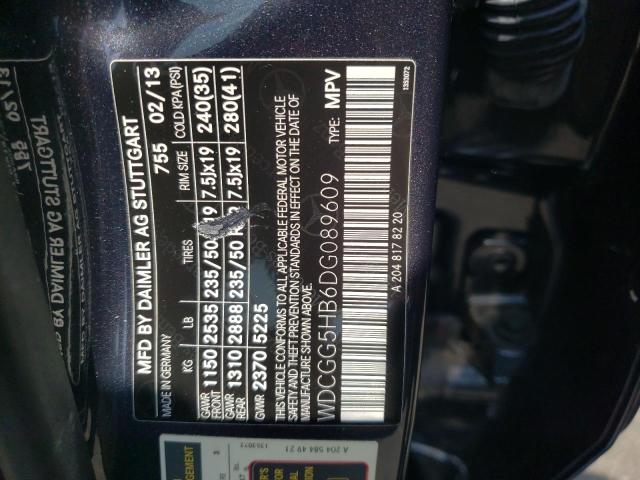 MFD BY DAIMLER AG STUTTGART
MADE IN GERMANY 755 02/13
KG LB TIRES RIM SIZE COLD KPA(PSI)
GAWR FRONT 1150 2535 235/50 19 7.5Jx19 240(35)
GAWR REAR 1310 2888 235/50 7.5Jx19 280(41)
GWR 2370 5225
THIS VEHICLE CONFORMS TO ALL APPLICABLE FEDERAL MOTOR VEHICLE
SAFETY AND THEFT PREVENTION STANDARDS IN EFFECT ON THE DATE OF
MANUFACTURE SHOWN ABOVE.
WDCGG5HB6DG089609 TYPE: MPV
A 204 817 82 20
1353072
A 204 584 49 21